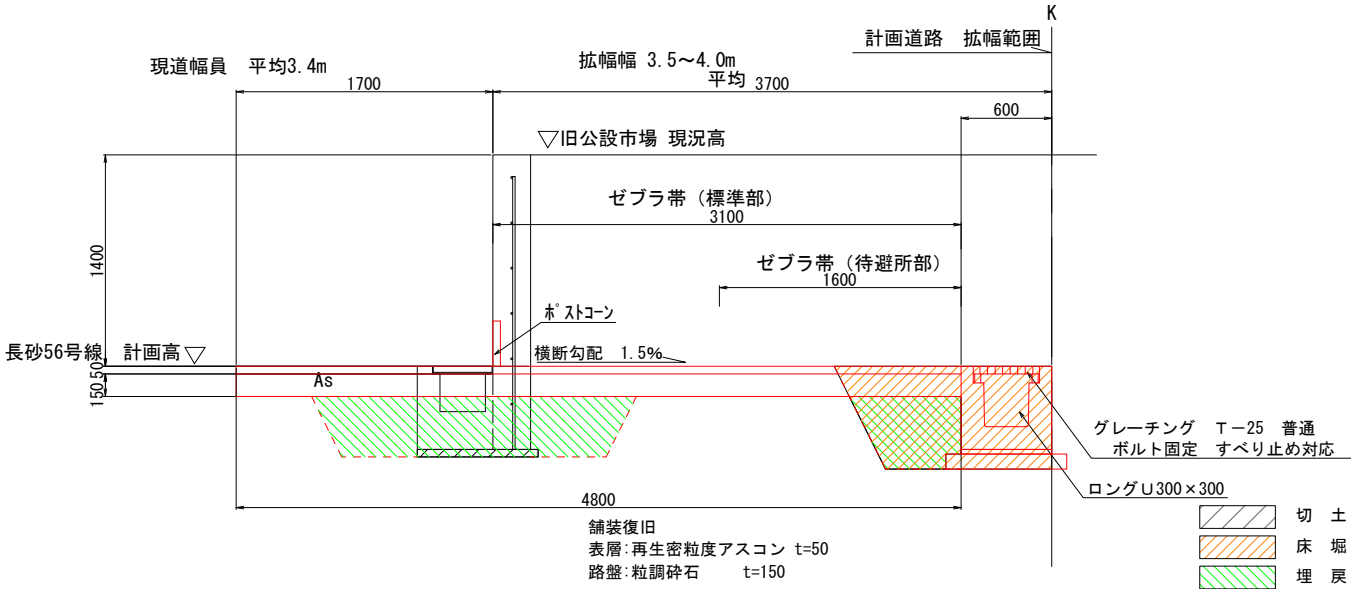 K
計画道路　拡幅範囲
現道幅員　平均3.4m
拡幅幅 3.5～4.0m
平均
1700
3700
600
▽旧公設市場 現況高
ゼブラ帯（標準部）
3100
1400
ゼブラ帯（待避所部）
1600
ﾎﾟｽﾄｺｰﾝ
長砂56号線　計画高▽
横断勾配　1.5%
50
As
150
グレーチング　Ｔ－25　普通
ボルト固定　すべり止め対応
ロングＵ300×300
4800
舗装復旧
表層:再生密粒度アスコン t=50
路盤:粒調砕石　　t=150
切　土
床　堀
埋　戻